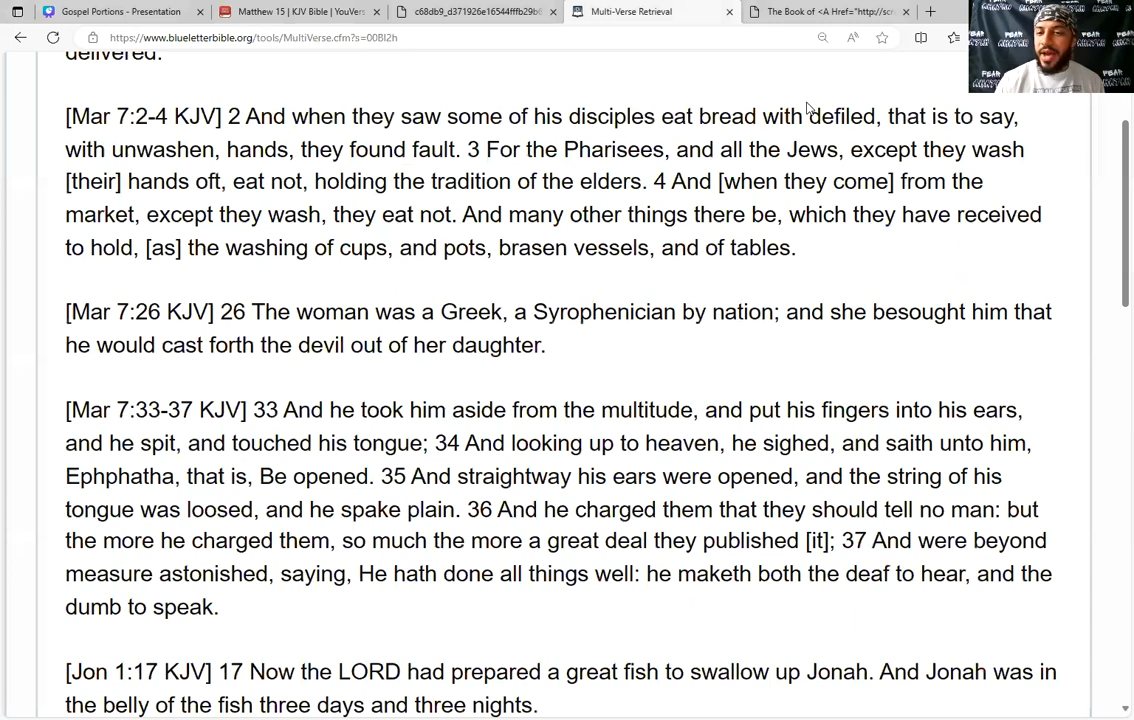 Gospel Portions - Presentation
Matthew 15 | KJV Bible | YouVers
c68db9_d371926e16544fffb29b6
Multi-Verse Retrieval
The Book of <A Href="http://scr
https://www.blueletterbible.org/tools/MultiVerse.cfm?s=00BI2h
delivered.
[Mar 7:2-4 KJV] 2 And when they saw some of his disciples eat bread with defiled, that is to say,
with unwashen, hands, they found fault. 3 For the Pharisees, and all the Jews, except they wash
[their] hands oft, eat not, holding the tradition of the elders. 4 And [when they come] from the
market, except they wash, they eat not. And many other things there be, which they have received
to hold, [as] the washing of cups, and pots, brasen vessels, and of tables.
[Mar 7:26 KJV] 26 The woman was a Greek, a Syrophenician by nation; and she besought him that
he would cast forth the devil out of her daughter.
[Mar 7:33-37 KJV] 33 And he took him aside from the multitude, and put his fingers into his ears,
and he spit, and touched his tongue; 34 And looking up to heaven, he sighed, and saith unto him,
Ephphatha, that is, Be opened. 35 And straightway his ears were opened, and the string of his
tongue was loosed, and he spake plain. 36 And he charged them that they should tell no man: but
the more he charged them, so much the more a great deal they published [it]; 37 And were beyond
measure astonished, saying, He hath done all things well: he maketh both the deaf to hear, and the
dumb to speak.
[Jon 1:17 KJV] 17 Now the LORD had prepared a great fish to swallow up Jonah. And Jonah was in
the belly of the fish three days and three nights.